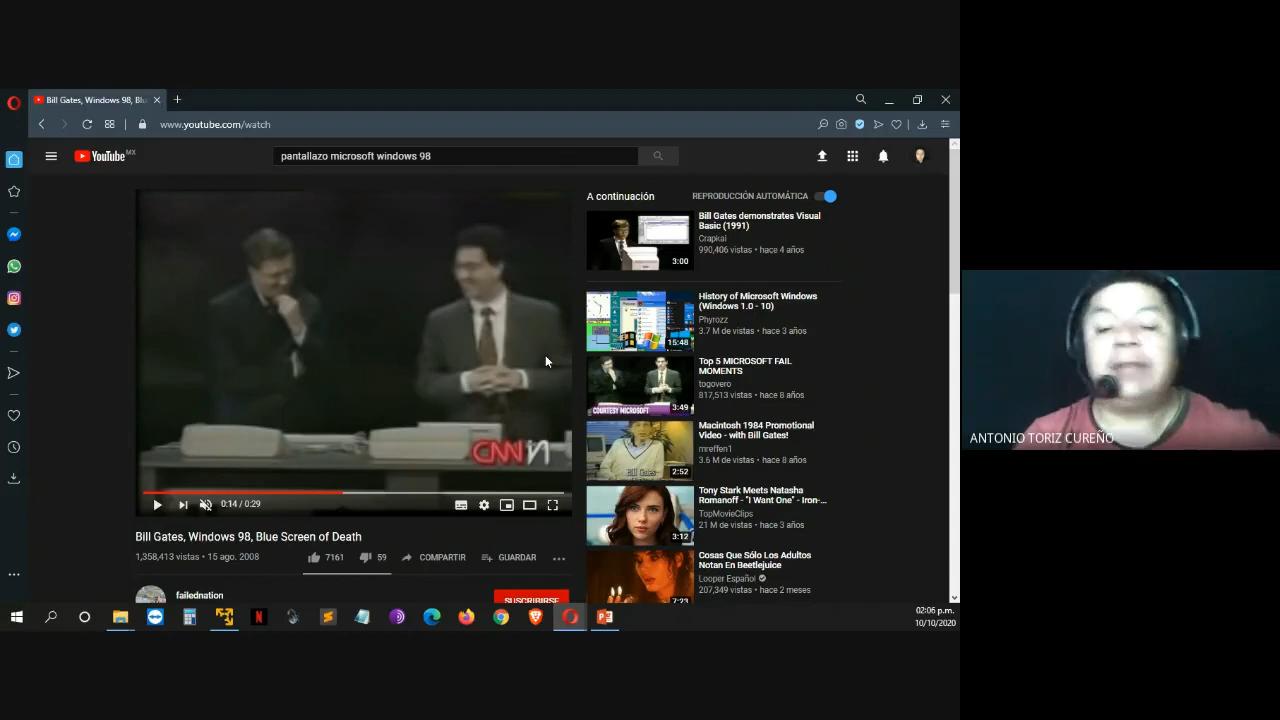 Bill Gates, Windows 98, Blu
www.youtube.com/watch
YouTube MX
pantallazo microsoft windows 98
CNN
0:14 / 0:29
Bill Gates, Windows 98, Blue Screen of Death
1,358,413 vistas • 15 ago. 2008
7161
59
COMPARTIR
GUARDAR
failednation
SUSCRIBIRSE
A continuación
REPRODUCCIÓN AUTOMÁTICA
Bill Gates demonstrates Visual
Basic (1991)
Crapkai
990,406 vistas • hace 4 años
3:00
History of Microsoft Windows
(Windows 1.0 - 10)
Phyrozz
3.7 M de vistas • hace 3 años
15:48
Top 5 MICROSOFT FAIL
MOMENTS
togovero
817,513 vistas • hace 8 años
COURTESY MICROSOFT
3:49
Macintosh 1984 Promotional
Video - with Bill Gates!
mreffen1
3.6 M de vistas • hace 8 años
Bill Gates
2:52
Tony Stark Meets Natasha
Romanoff - "I Want One" - Iron-...
TopMovieClips
21 M de vistas • hace 3 años
3:12
Cosas Que Sólo Los Adultos
Notan En Beetlejuice
Looper Español
207,349 vistas • hace 2 meses
7:23
02:06 p.m.
10/10/2020
ANTONIO TORIZ CUREÑO